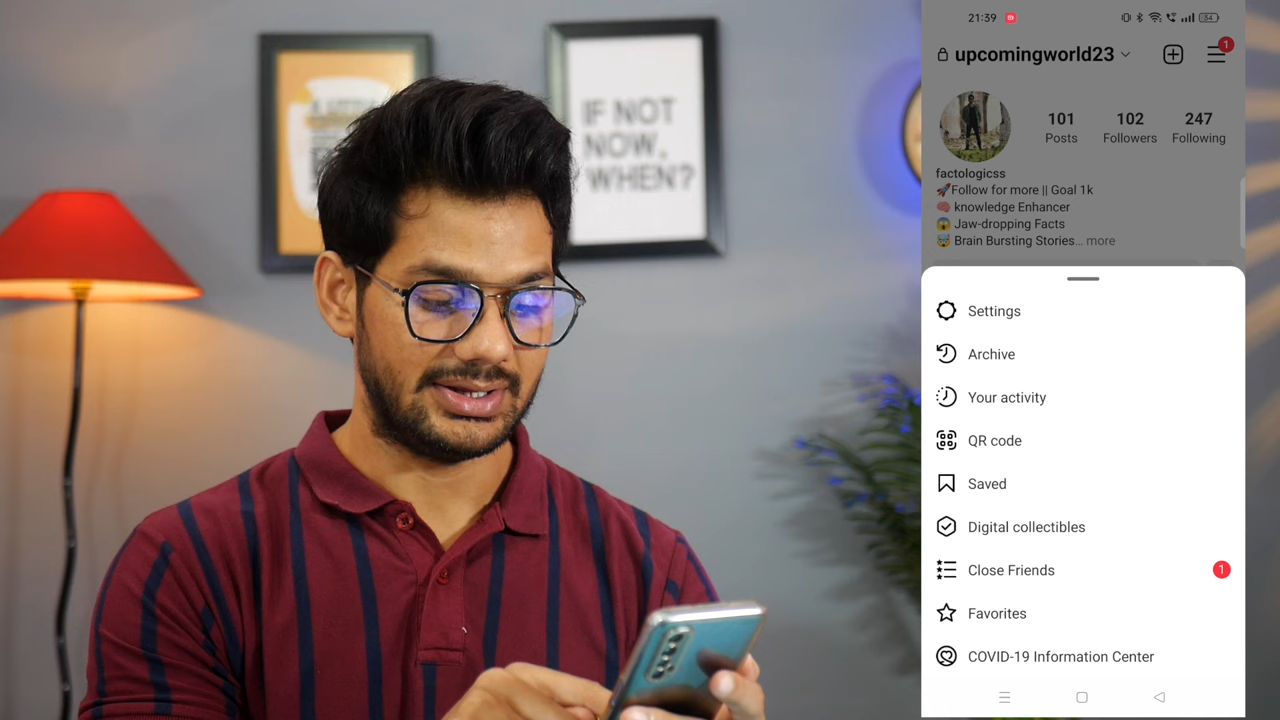 IF NOT
NOW,
WHEN?
21:39
54
upcomingworld23
1
101
Posts
102
Followers
247
Following
factologicss
🚀Follow for more || Goal 1k
🧠 knowledge Enhancer
😱 Jaw-dropping Facts
🤯 Brain Bursting Stories... more
Settings
Archive
Your activity
QR code
Saved
Digital collectibles
Close Friends
1
Favorites
COVID-19 Information Center